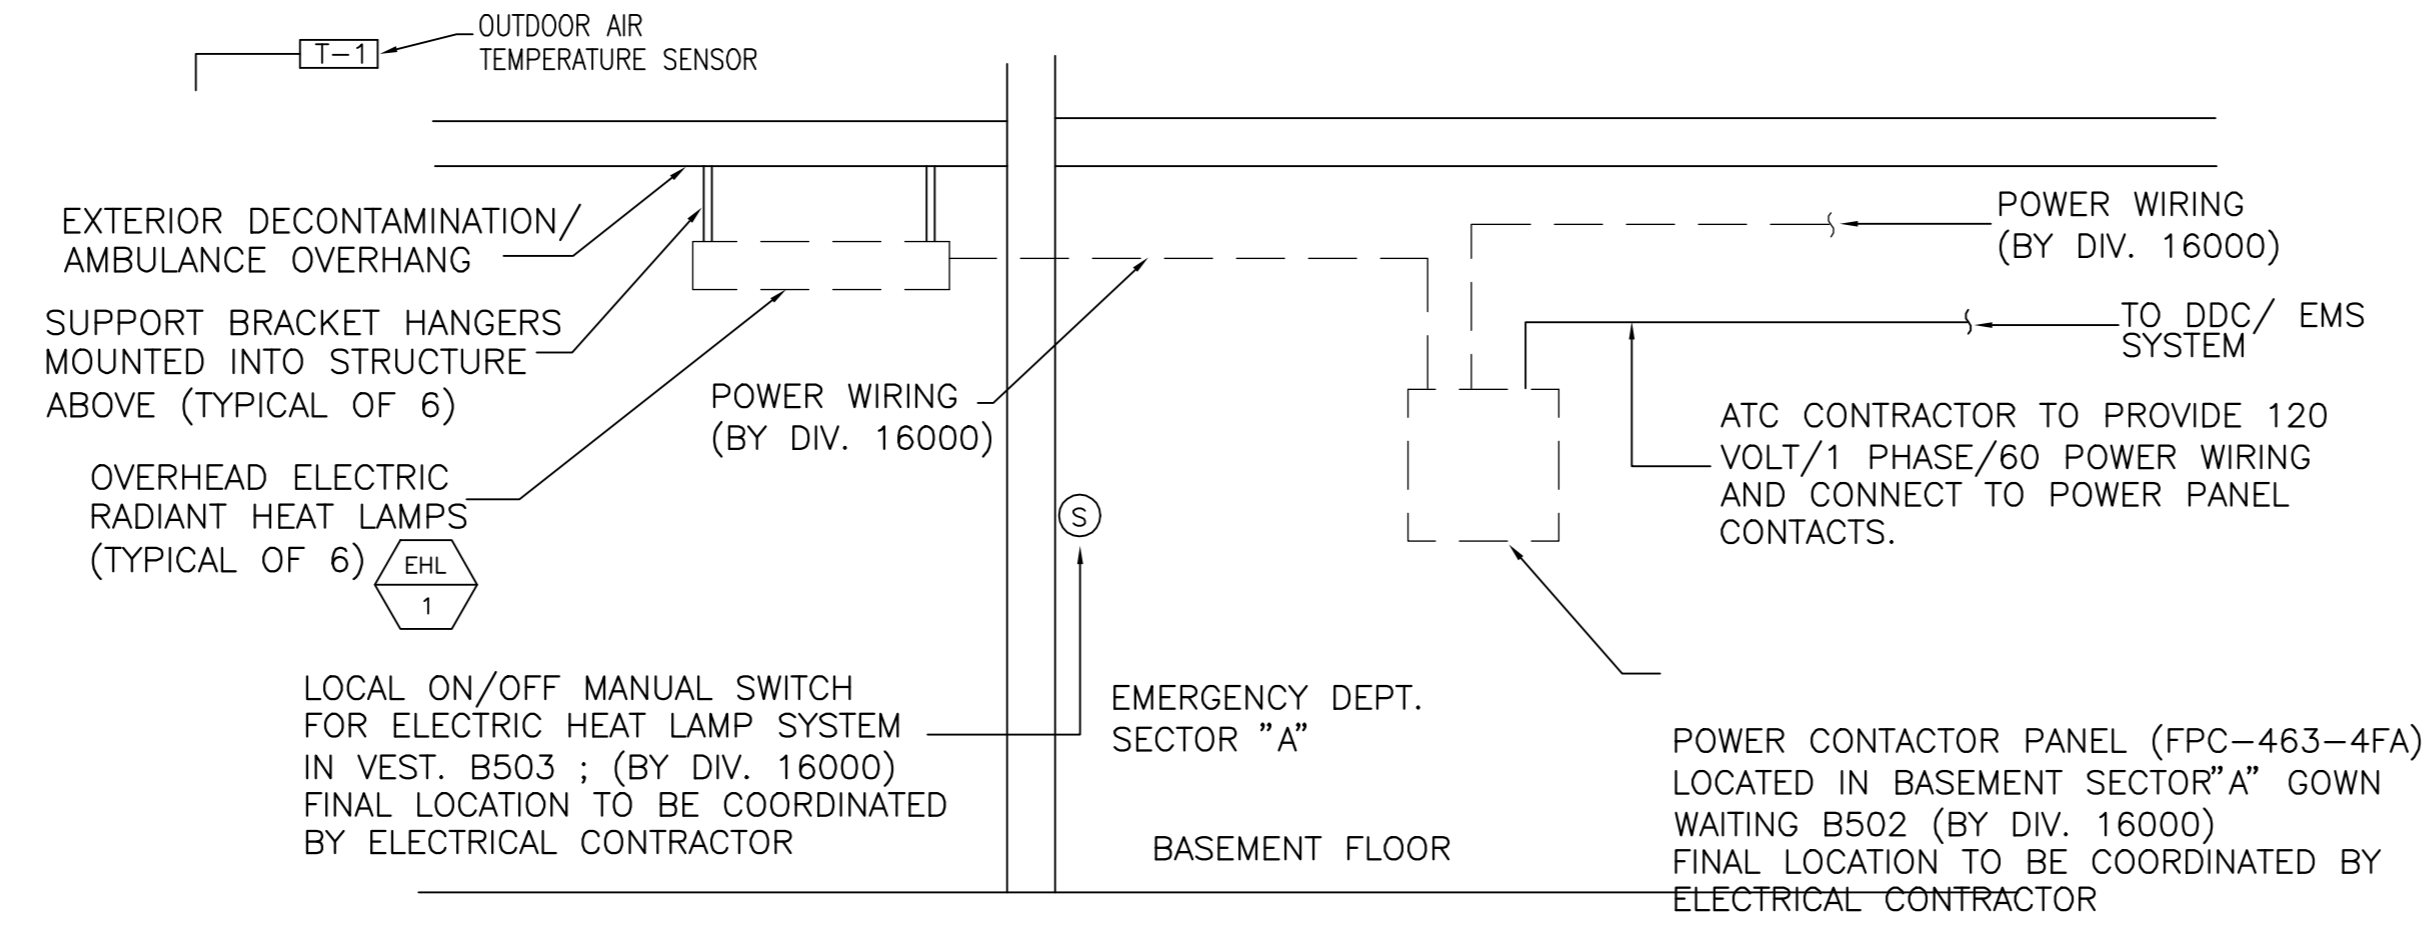 T-1
OUTDOOR AIR
TEMPERATURE SENSOR
EXTERIOR DECONTAMINATION/
AMBULANCE OVERHANG
SUPPORT BRACKET HANGERS
MOUNTED INTO STRUCTURE
ABOVE (TYPICAL OF 6)
OVERHEAD ELECTRIC
RADIANT HEAT LAMPS
(TYPICAL OF 6)
EHL
1
POWER WIRING
(BY DIV. 16000)
POWER WIRING
(BY DIV. 16000)
TO DDC/ EMS
SYSTEM
ATC CONTRACTOR TO PROVIDE 120
VOLT/1 PHASE/60 POWER WIRING
AND CONNECT TO POWER PANEL
CONTACTS.
S
LOCAL ON/OFF MANUAL SWITCH
FOR ELECTRIC HEAT LAMP SYSTEM
IN VEST. B503 ; (BY DIV. 16000)
FINAL LOCATION TO BE COORDINATED
BY ELECTRICAL CONTRACTOR
EMERGENCY DEPT.
SECTOR "A"
BASEMENT FLOOR
POWER CONTACTOR PANEL (FPC-463-4FA)
LOCATED IN BASEMENT SECTOR"A" GOWN
WAITING B502 (BY DIV. 16000)
FINAL LOCATION TO BE COORDINATED BY
ELECTRICAL CONTRACTOR